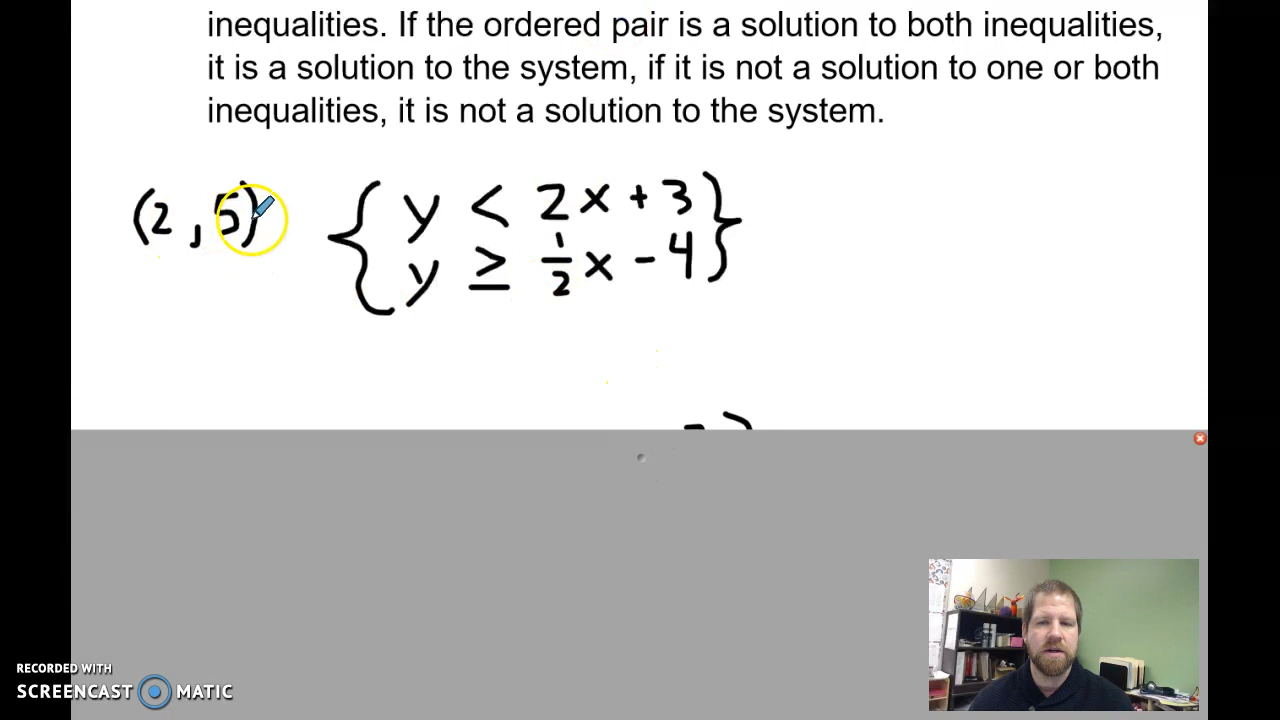 inequalities. If the ordered pair is a solution to both inequalities,
it is a solution to the system, if it is not a solution to one or both
inequalities, it is not a solution to the system.
(2, 5) { y < 2x + 3
y ≥ 1/2 x - 4 }
RECORDED WITH
SCREENCAST MATIC